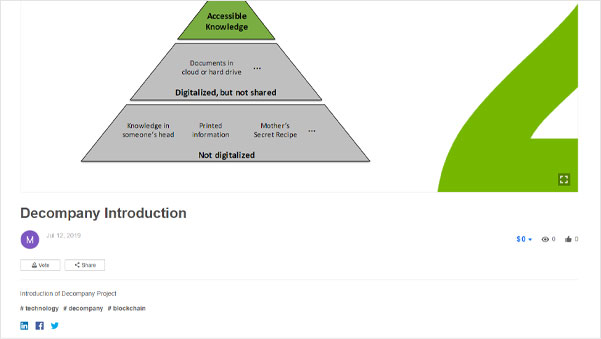 Accessible
Knowledge
Documents in
cloud or hard drive
...
Digitalized, but not shared
Knowledge in
someone's head
Printed
information
Mother's
Secret Recipe
...
Not digitalized
Decompany Introduction
M
Jul 12, 2019
$ 0
0
0
Vote
Share
Introduction of Decompany Project
# technology # decompany # blockchain
in
f